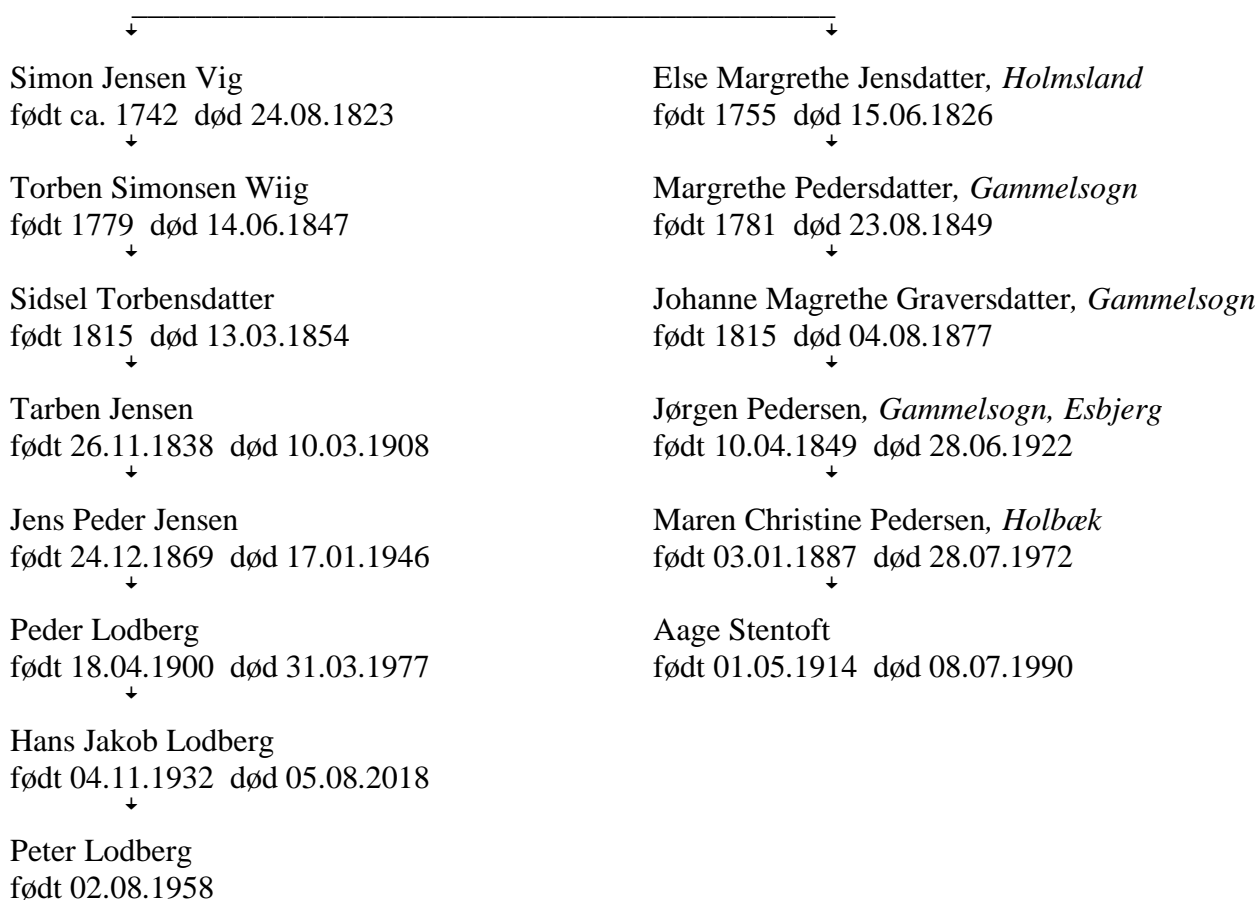 Simon Jensen Vig
født ca. 1742  død 24.08.1823
Torben Simonsen Wiig
født 1779  død 14.06.1847
Sidsel Torbensdatter
født 1815  død 13.03.1854
Tarben Jensen
født 26.11.1838  død 10.03.1908
Jens Peder Jensen
født 24.12.1869  død 17.01.1946
Peder Lodberg
født 18.04.1900  død 31.03.1977
Hans Jakob Lodberg
født 04.11.1932  død 05.08.2018
Peter Lodberg
født 02.08.1958
Else Margrethe Jensdatter, Holmsland
født 1755  død 15.06.1826
Margrethe Pedersdatter, Gammelsogn
født 1781  død 23.08.1849
Johanne Magrethe Graversdatter, Gammelsogn
født 1815  død 04.08.1877
Jørgen Pedersen, Gammelsogn, Esbjerg
født 10.04.1849  død 28.06.1922
Maren Christine Pedersen, Holbæk
født 03.01.1887  død 28.07.1972
Aage Stentoft
født 01.05.1914  død 08.07.1990